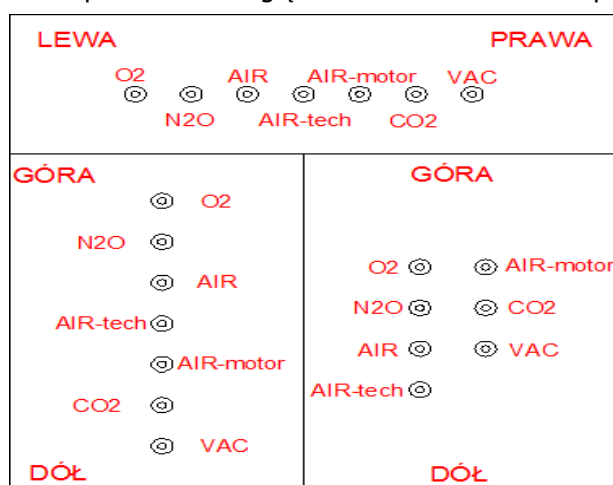 LEWA PRAWA
O2 AIR AIR-motor VAC
N2O AIR-tech CO2
GÓRA
O2
N2O
AIR
AIR-tech
AIR-motor
CO2
VAC
DÓŁ
GÓRA
O2 AIR-motor
N2O CO2
AIR VAC
AIR-tech
DÓŁ